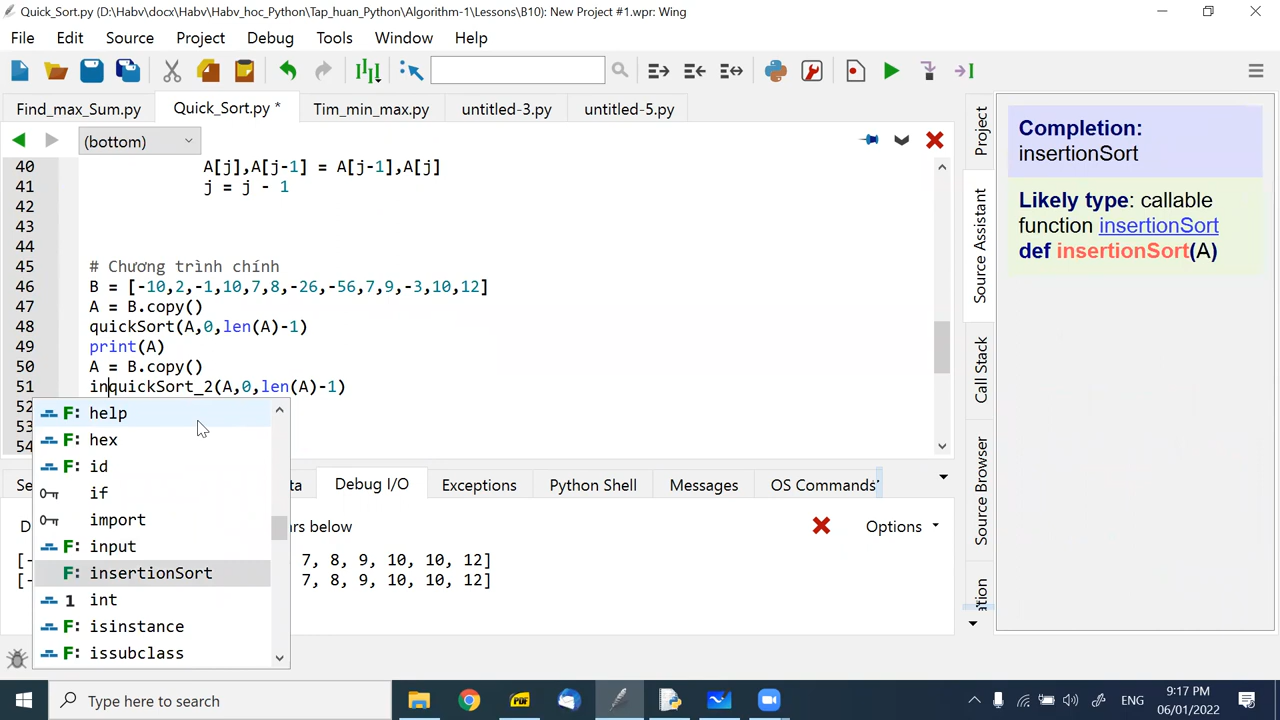 Quick_Sort.py (D:\Habv\docx\Habv\Habv_hoc_Python\Tap_huan_Python\Algorithm-1\Lessons\B10): New Project #1.wpr: Wing
File Edit Source Project Debug Tools Window Help
Find_max_Sum.py Quick_Sort.py * Tim_min_max.py untitled-3.py untitled-5.py
(bottom)
40 A[j],A[j-1] = A[j-1],A[j]
41 j = j - 1
42
43
44
45 # Chương trình chính
46 B = [-10,2,-1,10,7,8,-26,-56,7,9,-3,10,12]
47 A = B.copy()
48 quickSort(A,0,len(A)-1)
49 print(A)
50 A = B.copy()
51 inquickSort_2(A,0,len(A)-1)
F: help
F: hex
F: id
if
import
F: input
F: insertionSort
1 int
F: isinstance
F: issubclass
Debug I/O Exceptions Python Shell Messages OS Commands
below
Options
7, 8, 9, 10, 10, 12]
7, 8, 9, 10, 10, 12]
Project
Source Assistant
Call Stack
Source Browser
Completion:
insertionSort
Likely type: callable
function insertionSort
def insertionSort(A)
Type here to search
PDF
ENG
9:17 PM
06/01/2022